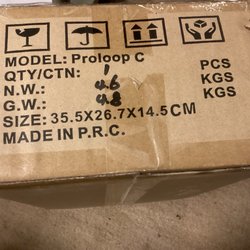 MODEL: Proloop C
QTY/CTN: 1 PCS
N.W.: 4.6 KGS
G.W.: 4.8 KGS
SIZE: 35.5X26.7X14.5CM
MADE IN P.R.C.